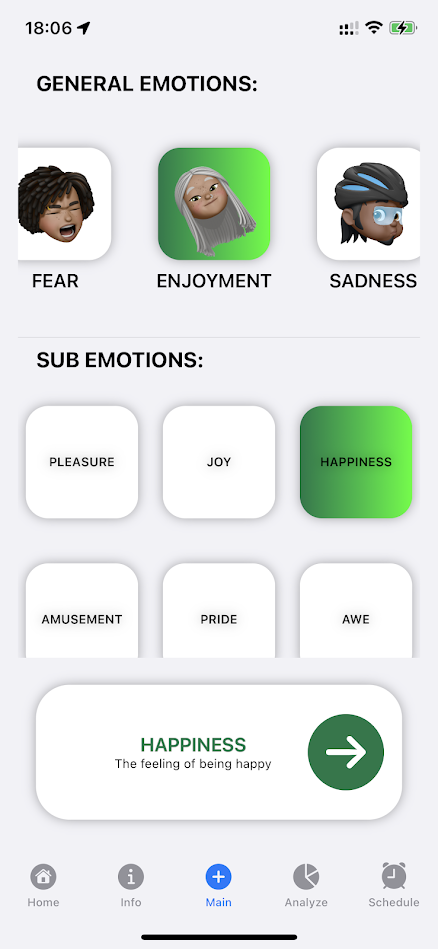 18:06
GENERAL EMOTIONS:
FEAR ENJOYMENT SADNESS
SUB EMOTIONS:
PLEASURE JOY HAPPINESS
AMUSEMENT PRIDE AWE
HAPPINESS
The feeling of being happy
Home Info Main Analyze Schedule